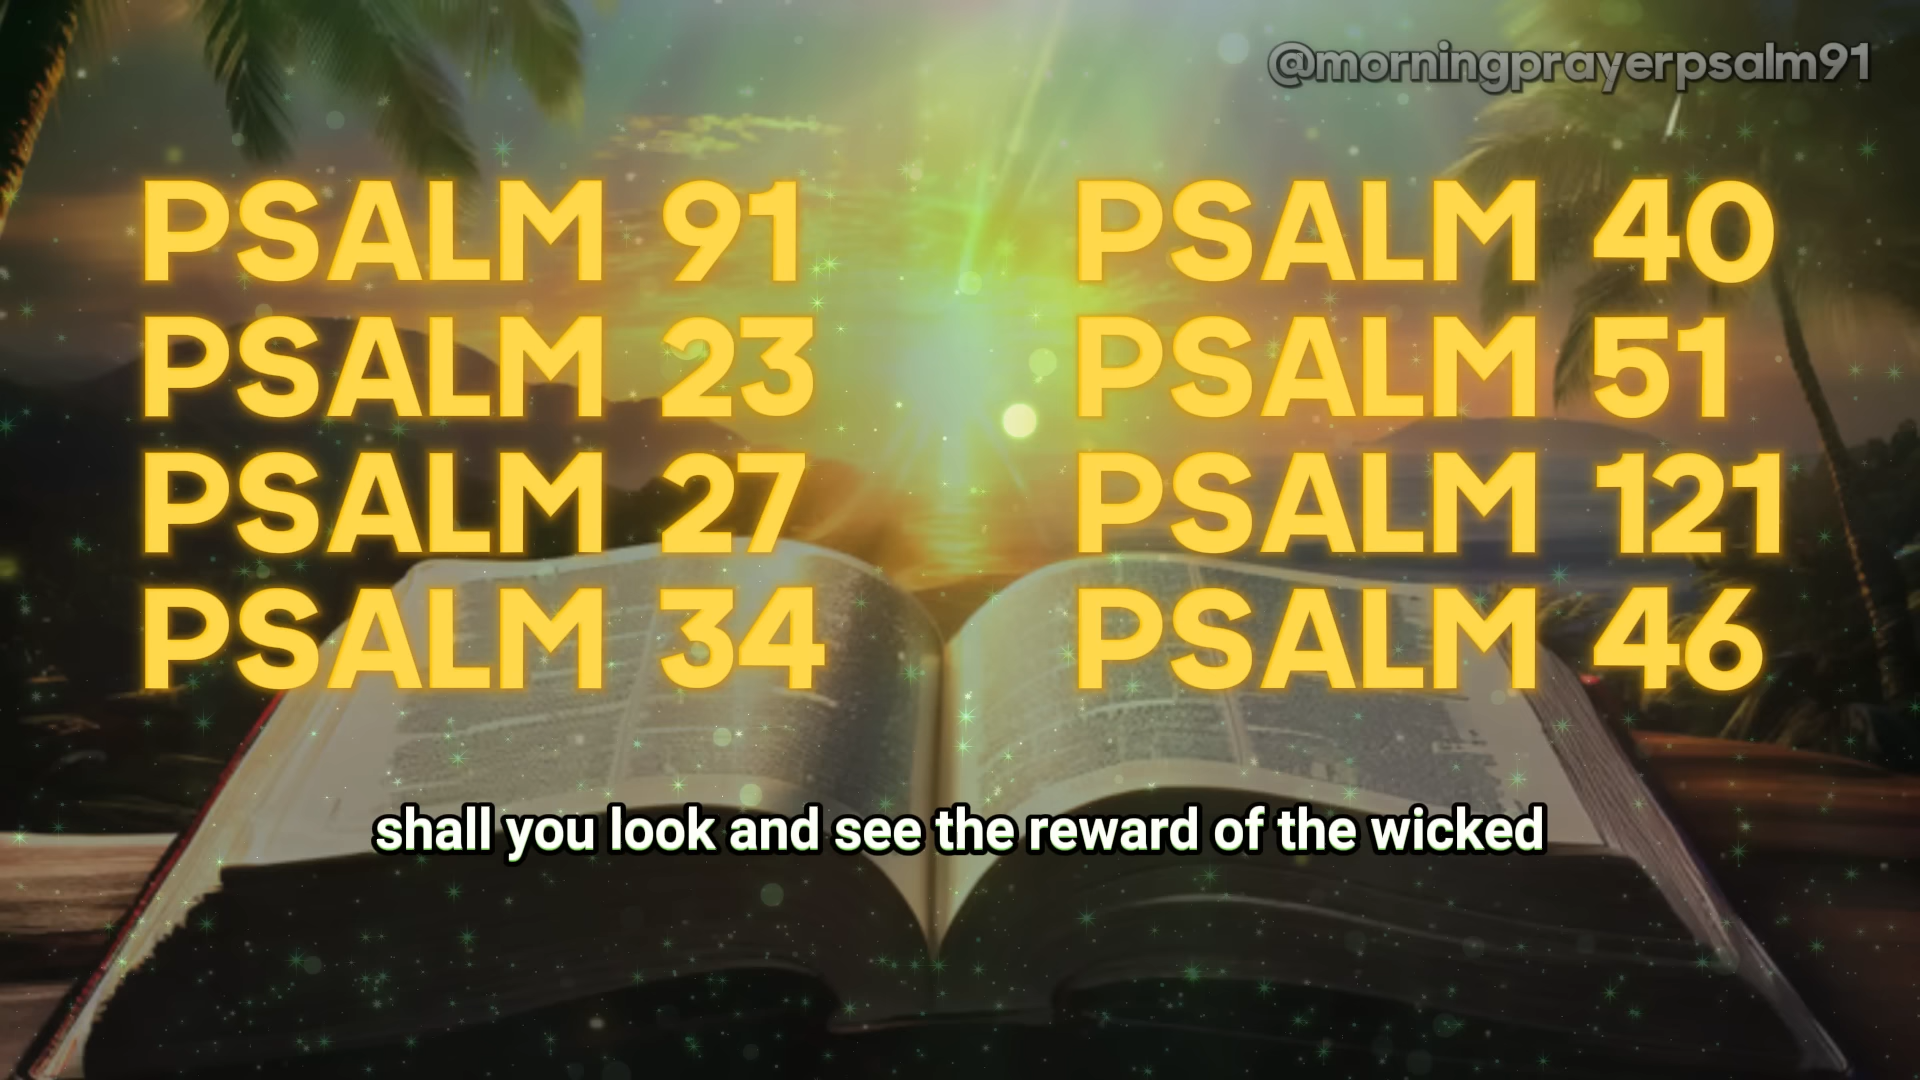 @morningprayerpsalm91
PSALM 91
PSALM 23
PSALM 27
PSALM 34
PSALM 40
PSALM 51
PSALM 121
PSALM 46
shall you look and see the reward of the wicked